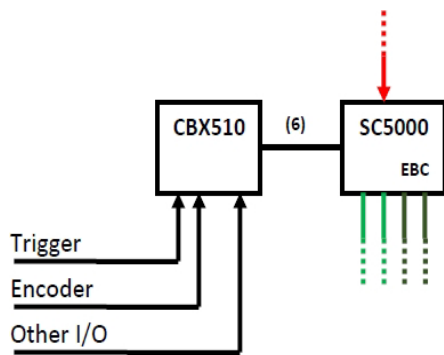 CBX510
(6)
SC5000
EBC
Trigger
Encoder
Other I/O